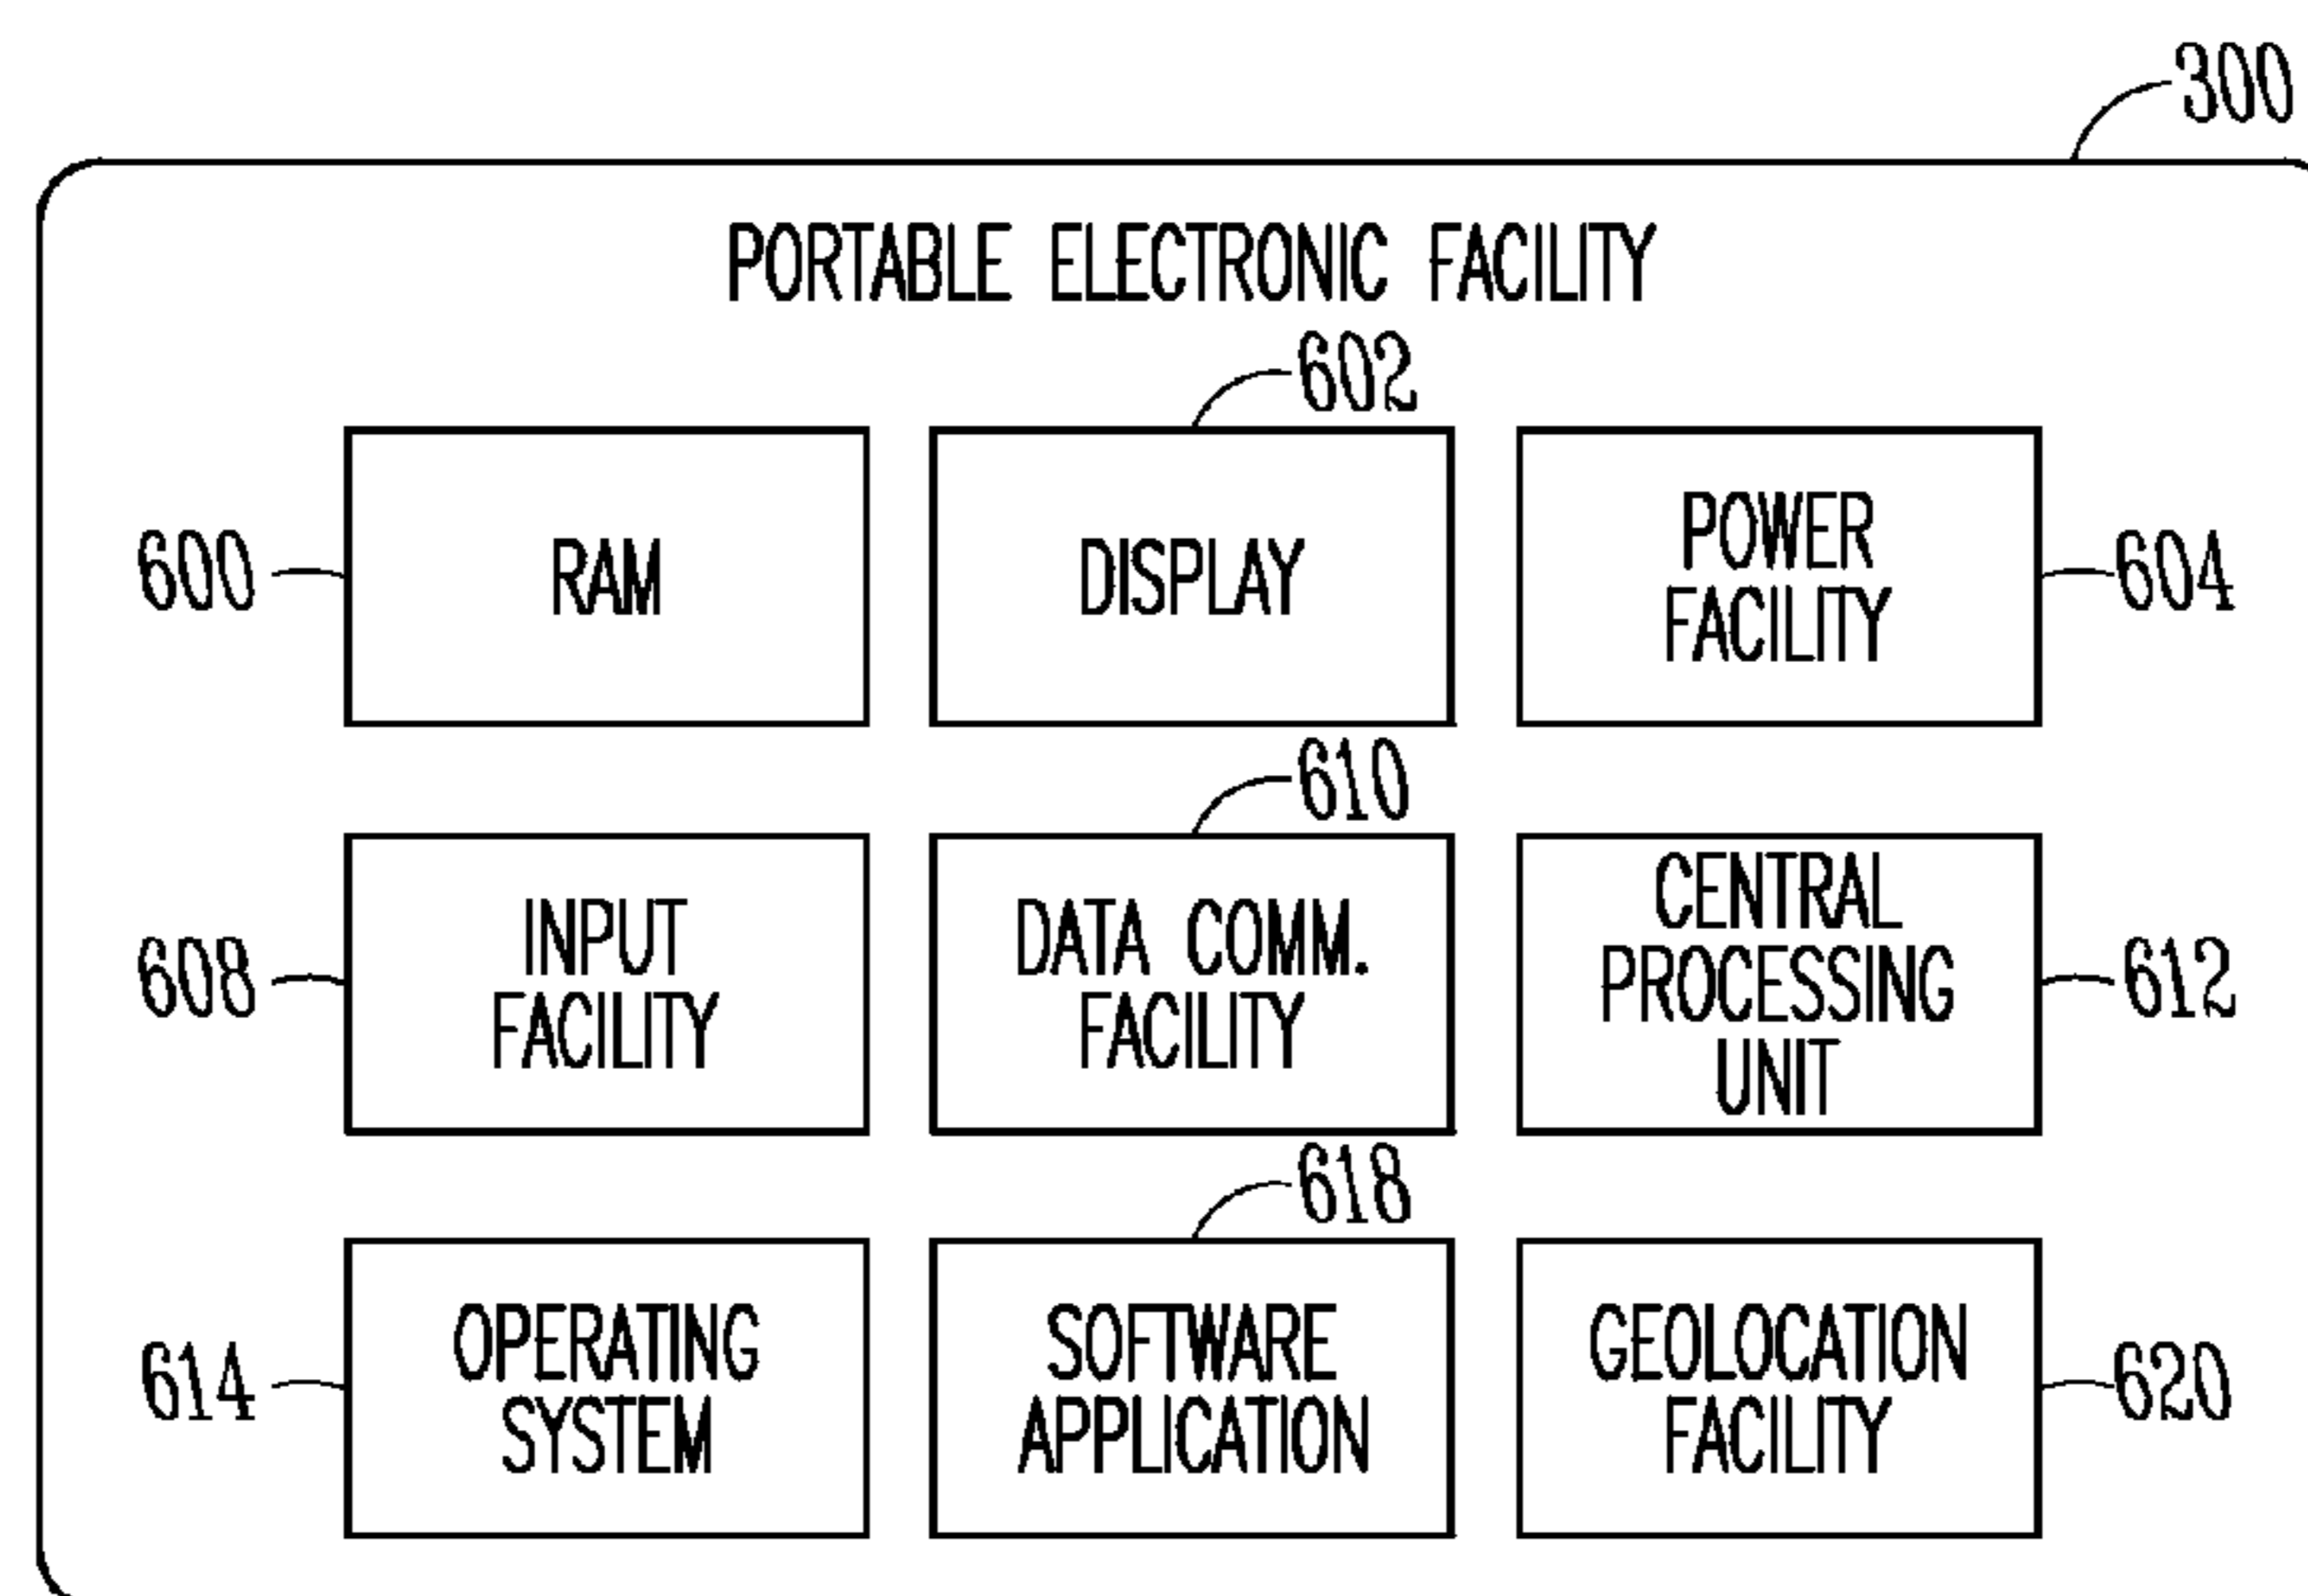 300
PORTABLE ELECTRONIC FACILITY
602
600
RAM
DISPLAY
POWER
FACILITY
604
610
608
INPUT
FACILITY
DATA COMM.
FACILITY
CENTRAL
PROCESSING
UNIT
612
618
614
OPERATING
SYSTEM
SOFTWARE
APPLICATION
GEOLOCATION
FACILITY
620